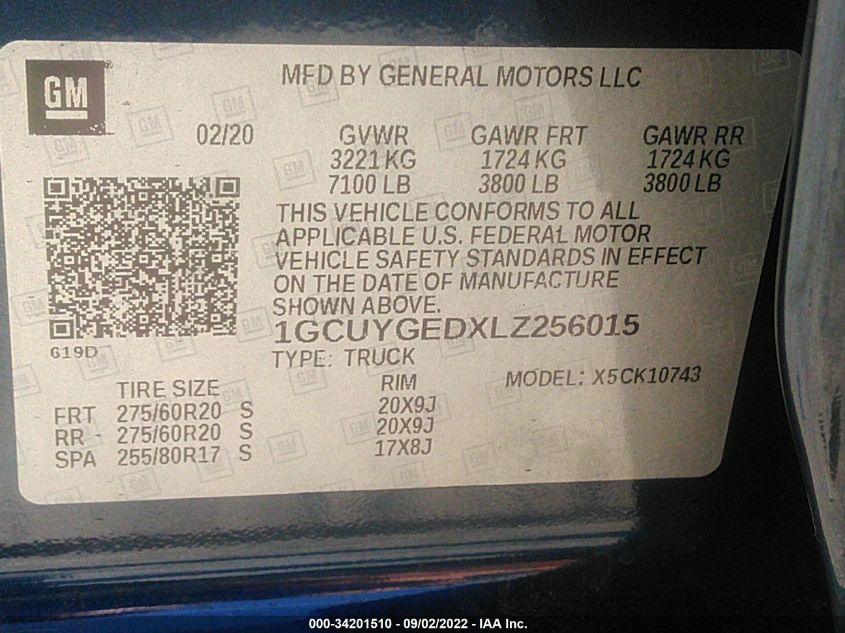 GM
MFD BY GENERAL MOTORS LLC
02/20 GVWR GAWR FRT GAWR RR
3221 KG 1724 KG 1724 KG
7100 LB 3800 LB 3800 LB
THIS VEHICLE CONFORMS TO ALL
APPLICABLE U.S. FEDERAL MOTOR
VEHICLE SAFETY STANDARDS IN EFFECT
ON THE DATE OF MANUFACTURE
SHOWN ABOVE.
1GCUYGEDXLZ256015
G19D
TYPE: TRUCK
MODEL: X5CK10743
TIRE SIZE RIM
FRT 275/60R20 S 20X9J
RR - 275/60R20 S 20X9J
SPA 255/80R17 S 17X8J
000-34201510 - 09/02/2022 - IAA Inc.